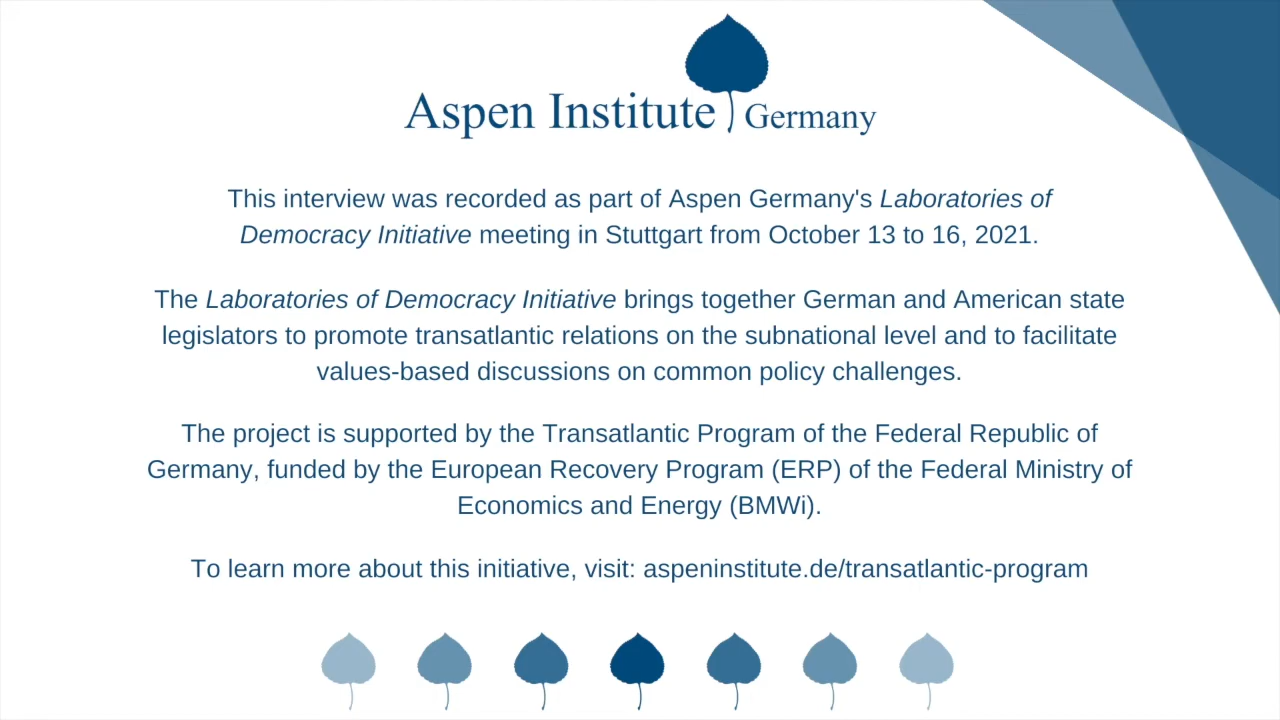 Aspen Institute Germany
This interview was recorded as part of Aspen Germany's Laboratories of
Democracy Initiative meeting in Stuttgart from October 13 to 16, 2021.
The Laboratories of Democracy Initiative brings together German and American state
legislators to promote transatlantic relations on the subnational level and to facilitate
values-based discussions on common policy challenges.
The project is supported by the Transatlantic Program of the Federal Republic of
Germany, funded by the European Recovery Program (ERP) of the Federal Ministry of
Economics and Energy (BMWi).
To learn more about this initiative, visit: aspeninstitute.de/transatlantic-program